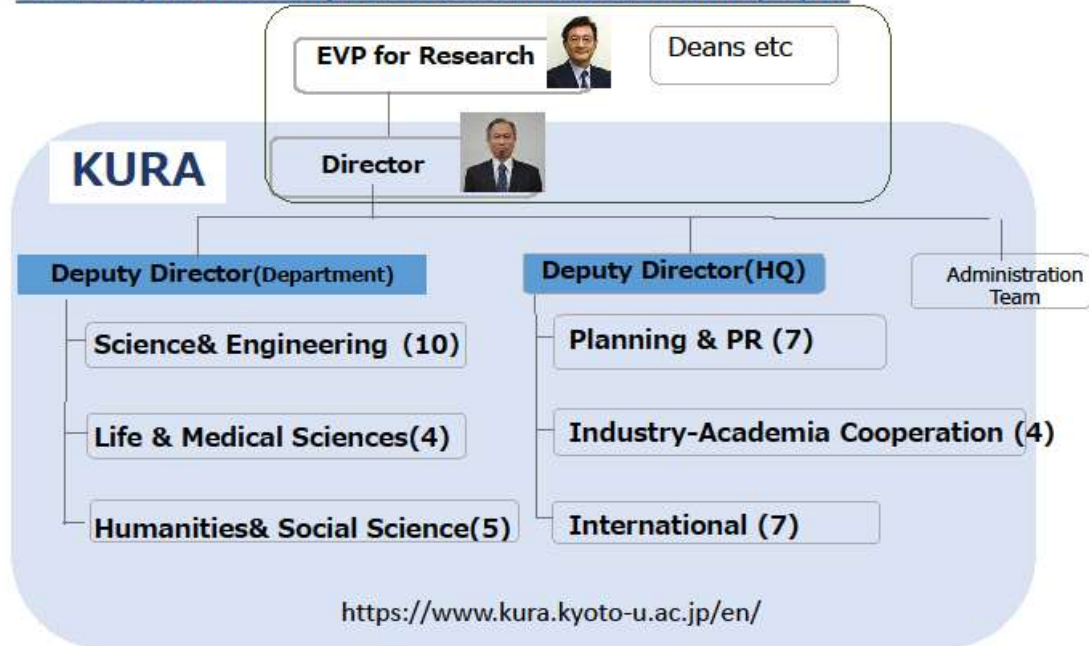 EVP for Research
Deans etc
KURA
Director
Deputy Director(Department)
Deputy Director(HQ)
Administration
Team
Science& Engineering (10)
Planning & PR (7)
Life & Medical Sciences(4)
Industry-Academia Cooperation (4)
Humanities& Social Science(5)
International (7)
https://www.kura.kyoto-u.ac.jp/en/